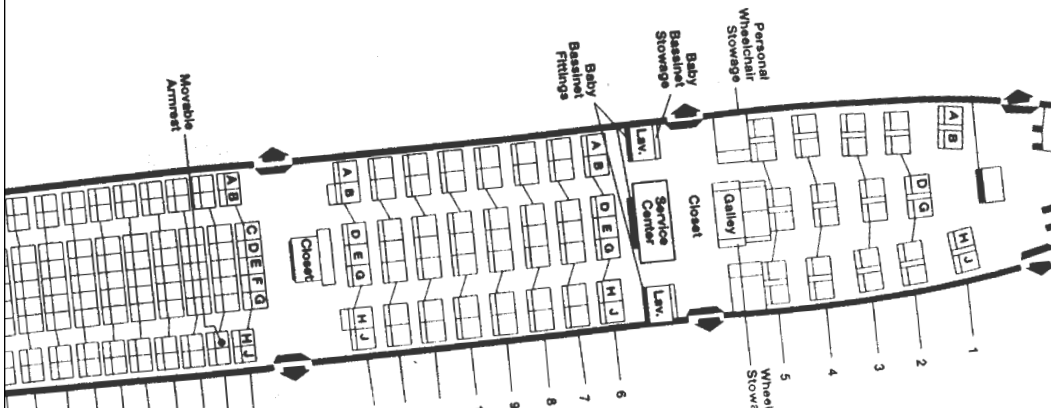 Movable
Armrest
Baby
Bassinet
Fittings
Baby
Bassinet
Stowage
Personal
Wheelchair
Stowage
A B
H J
D G
1
2
3
4
5
Galley
Closet
Service
Center
Lav.
Lav.
A B
D E G
H J
6
7
8
9
A B
D E G
H J
Closet
A B
C D E F G
H J